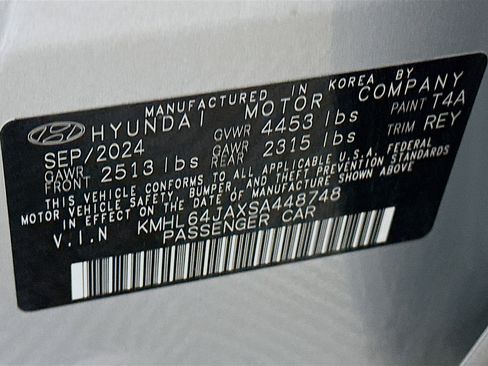 MANUFACTURED IN KOREA BY
HYUNDAI MOTOR COMPANY
SEP/2024 GVWR 4453 lbs PAINT T4A
GAWR FRONT 2513 lbs GAWR REAR 2315 lbs TRIM REY
THIS VEHICLE CONFORMS TO ALL APPLICABLE U.S.A. FEDERAL
MOTOR VEHICLE SAFETY, BUMPER, AND THEFT PREVENTION STANDARDS
IN EFFECT ON THE DATE OF MANUFACTURE SHOWN ABOVE
V.I.N KMHL64JAXSA448748
PASSENGER CAR